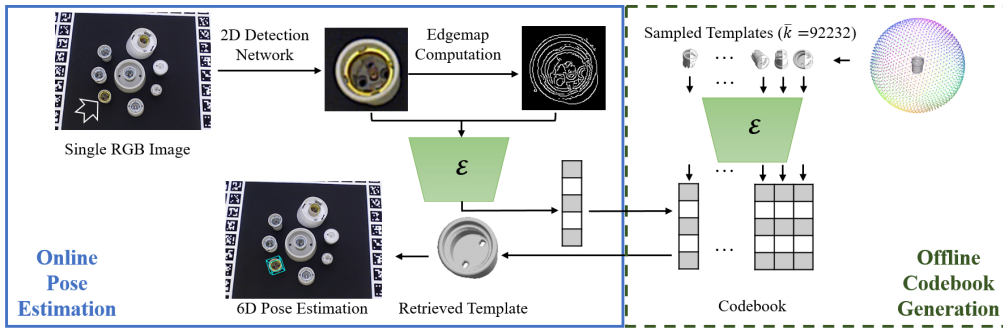 2D Detection
Network
Edgemap
Computation
Sampled Templates (k̄ =92232)
...
Single RGB Image
ε
ε
...
...
Online
Pose
Estimation
6D Pose Estimation
Retrieved Template
Codebook
Offline
Codebook
Generation